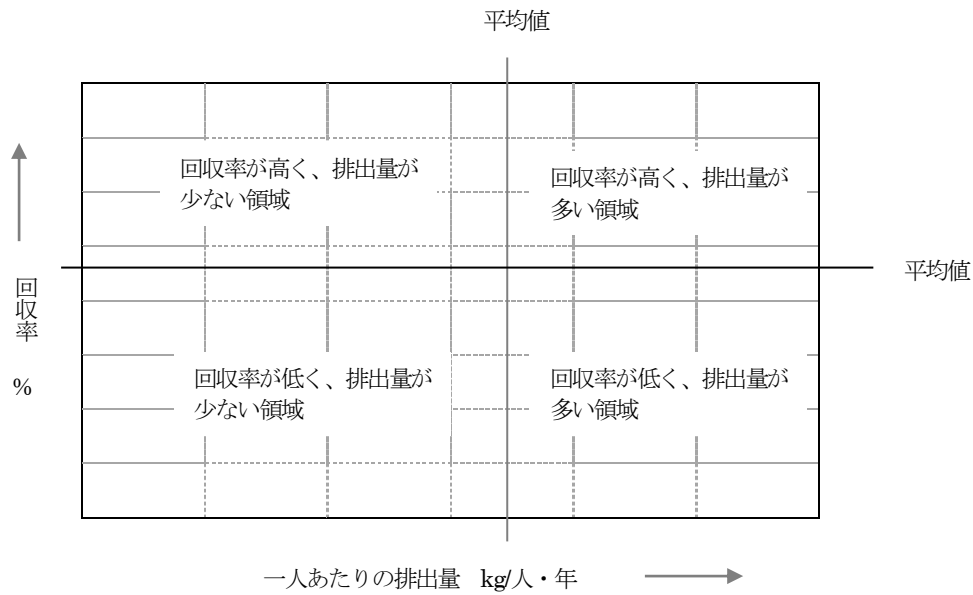 平均値
回収率が高く、排出量が
少ない領域
回収率が高く、排出量が
多い領域
平均値
回収率 %
回収率が低く、排出量が
少ない領域
回収率が低く、排出量が
多い領域
一人あたりの排出量 kg/人・年